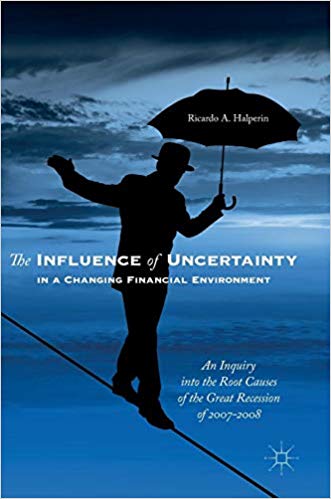 Ricardo A. Halperin
The INFLUENCE of UNCERTAINTY
IN A CHANGING FINANCIAL ENVIRONMENT
An Inquiry
into the Root Causes
of the Great Recession
of 2007–2008